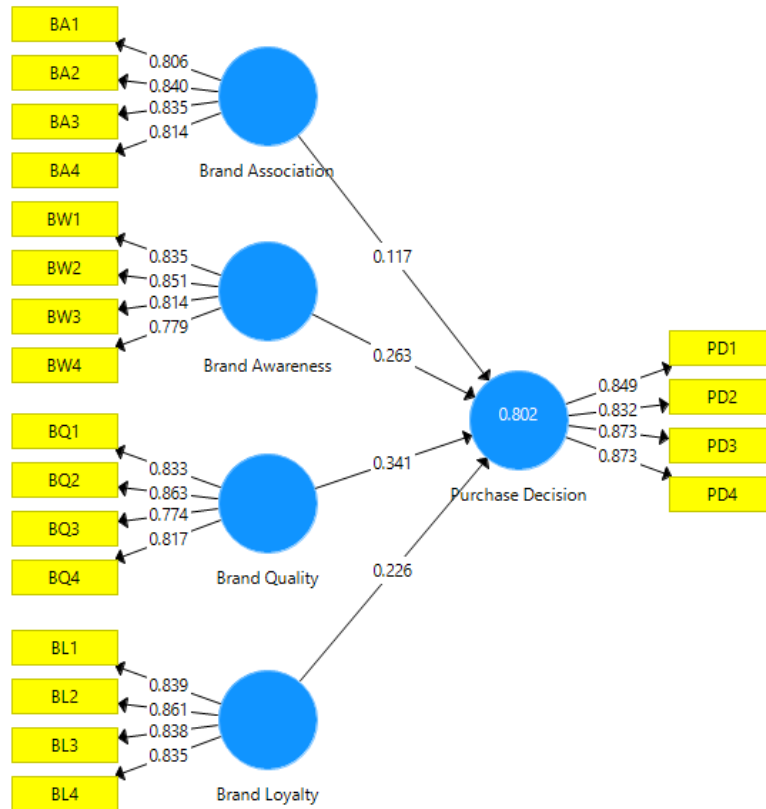 BA1
BA2
BA3
BA4
0.806
0.840
0.835
0.814
Brand Association
BW1
BW2
BW3
BW4
0.835
0.851
0.814
0.779
Brand Awareness
BQ1
BQ2
BQ3
BQ4
0.833
0.863
0.774
0.817
Brand Quality
BL1
BL2
BL3
BL4
0.839
0.861
0.838
0.835
Brand Loyalty
0.117
0.263
0.341
0.226
0.802
Purchase Decision
0.849
0.832
0.873
0.873
PD1
PD2
PD3
PD4